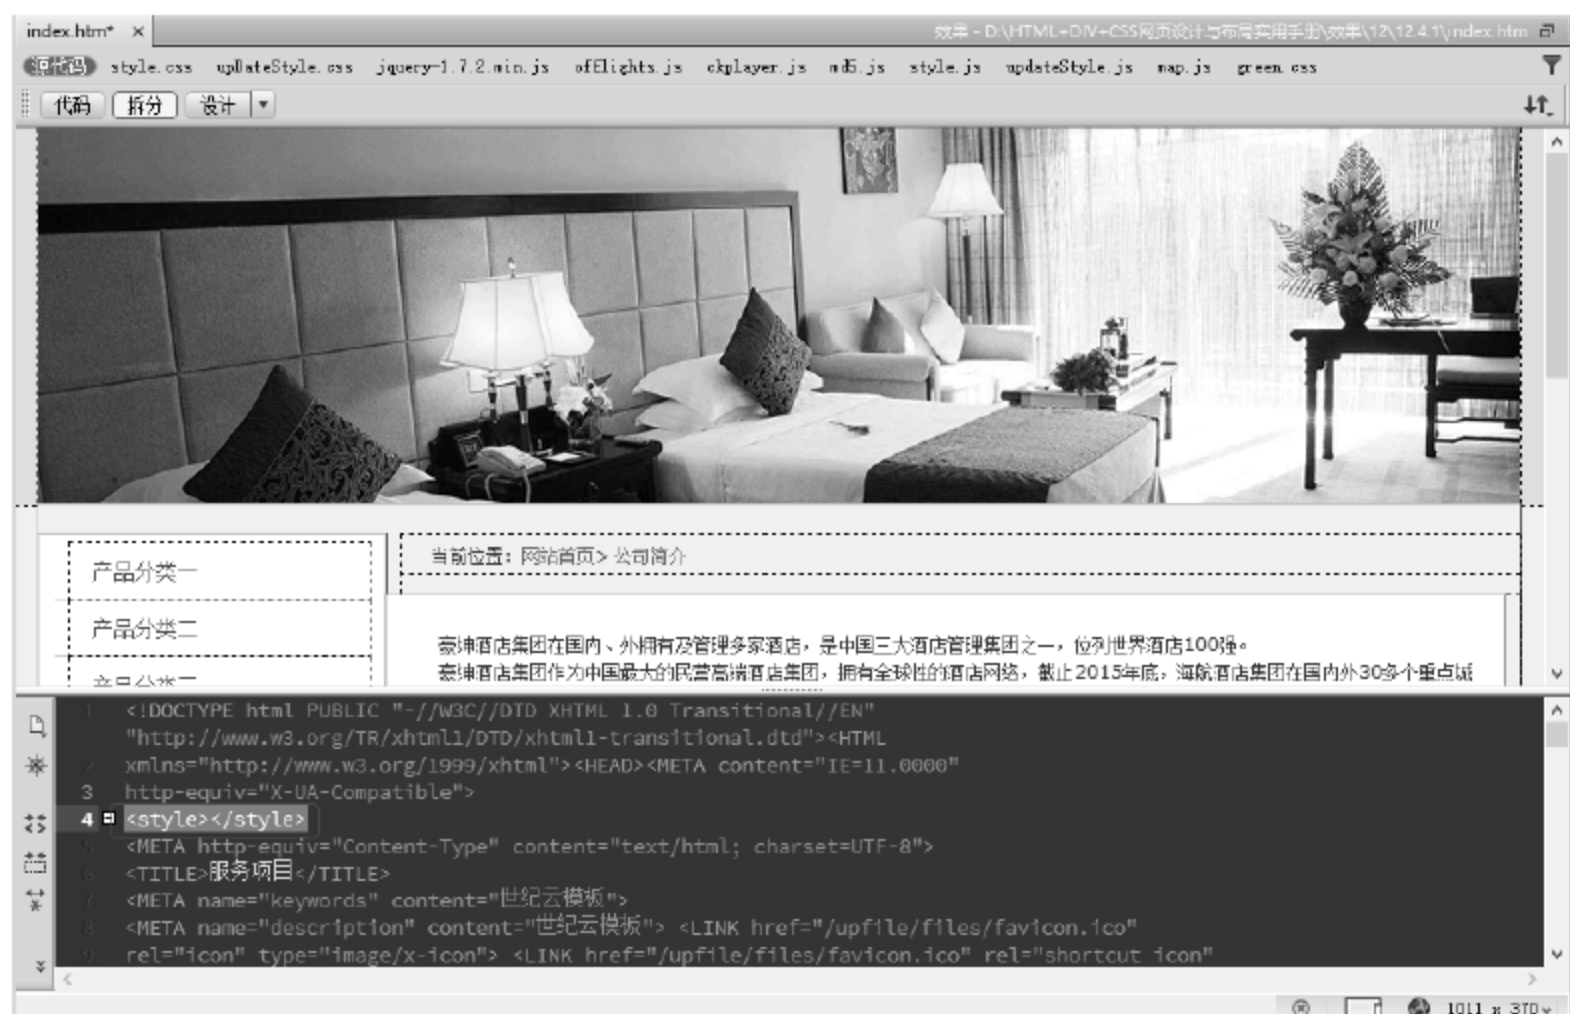 index.htm* ×
效果 - D:\HTML+DIV+CSS网页设计与布局实用手册\效果\12\12.4.1\index.htm
源代码 style.css upDateStyle.css jquery-1.7.2.min.js offLights.js ckplayer.js md5.js style.js updateStyle.js map.js green.css
代码 拆分 设计
当前位置：网站首页> 公司简介
产品分类一
产品分类二
豪坤酒店集团在国内、外拥有及管理多家酒店，是中国三大酒店管理集团之一，位列世界酒店100强。
豪坤酒店集团作为中国最大的民营高端酒店集团，拥有全球性的酒店网络，截止2015年底，海航酒店集团在国内外30多个重点城
产品分类三
1 <!DOCTYPE html PUBLIC "-//W3C//DTD XHTML 1.0 Transitional//EN"
"http://www.w3.org/TR/xhtml1/DTD/xhtml1-transitional.dtd"><HTML
2 xmlns="http://www.w3.org/1999/xhtml"><HEAD><META content="IE=11.0000"
3 http-equiv="X-UA-Compatible">
4 <style></style>
5 <META http-equiv="Content-Type" content="text/html; charset=UTF-8">
6 <TITLE>服务项目</TITLE>
7 <META name="keywords" content="世纪云模板">
8 <META name="description" content="世纪云模板"> <LINK href="/upfile/files/favicon.ico"
9 rel="icon" type="image/x-icon"> <LINK href="/upfile/files/favicon.ico" rel="shortcut icon"
1011 x 370